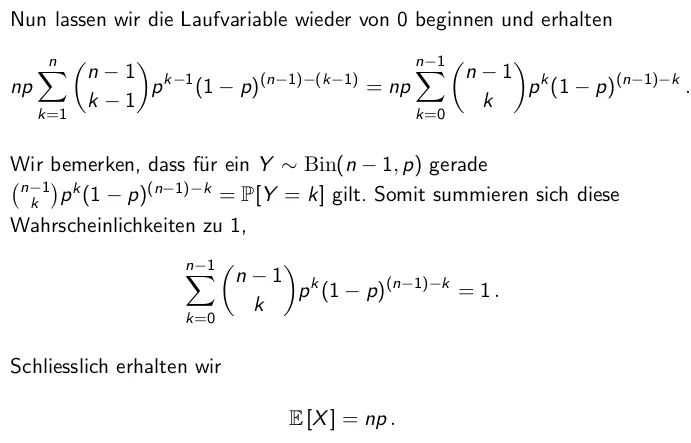 Nun lassen wir die Laufvariable wieder von 0 beginnen und erhalten
$np \sum_{k=1}^{n} \binom{n-1}{k-1} p^{k-1} (1-p)^{(n-1)-(k-1)} = np \sum_{k=0}^{n-1} \binom{n-1}{k} p^k (1-p)^{(n-1)-k} .$
Wir bemerken, dass für ein $Y \sim \mathrm{Bin}(n-1, p)$ gerade
$\binom{n-1}{k} p^k (1-p)^{(n-1)-k} = \mathbb{P}[Y = k]$ gilt. Somit summieren sich diese
Wahrscheinlichkeiten zu 1,
$\sum_{k=0}^{n-1} \binom{n-1}{k} p^k (1-p)^{(n-1)-k} = 1 .$
Schliesslich erhalten wir
$\mathbb{E}[X] = np .$